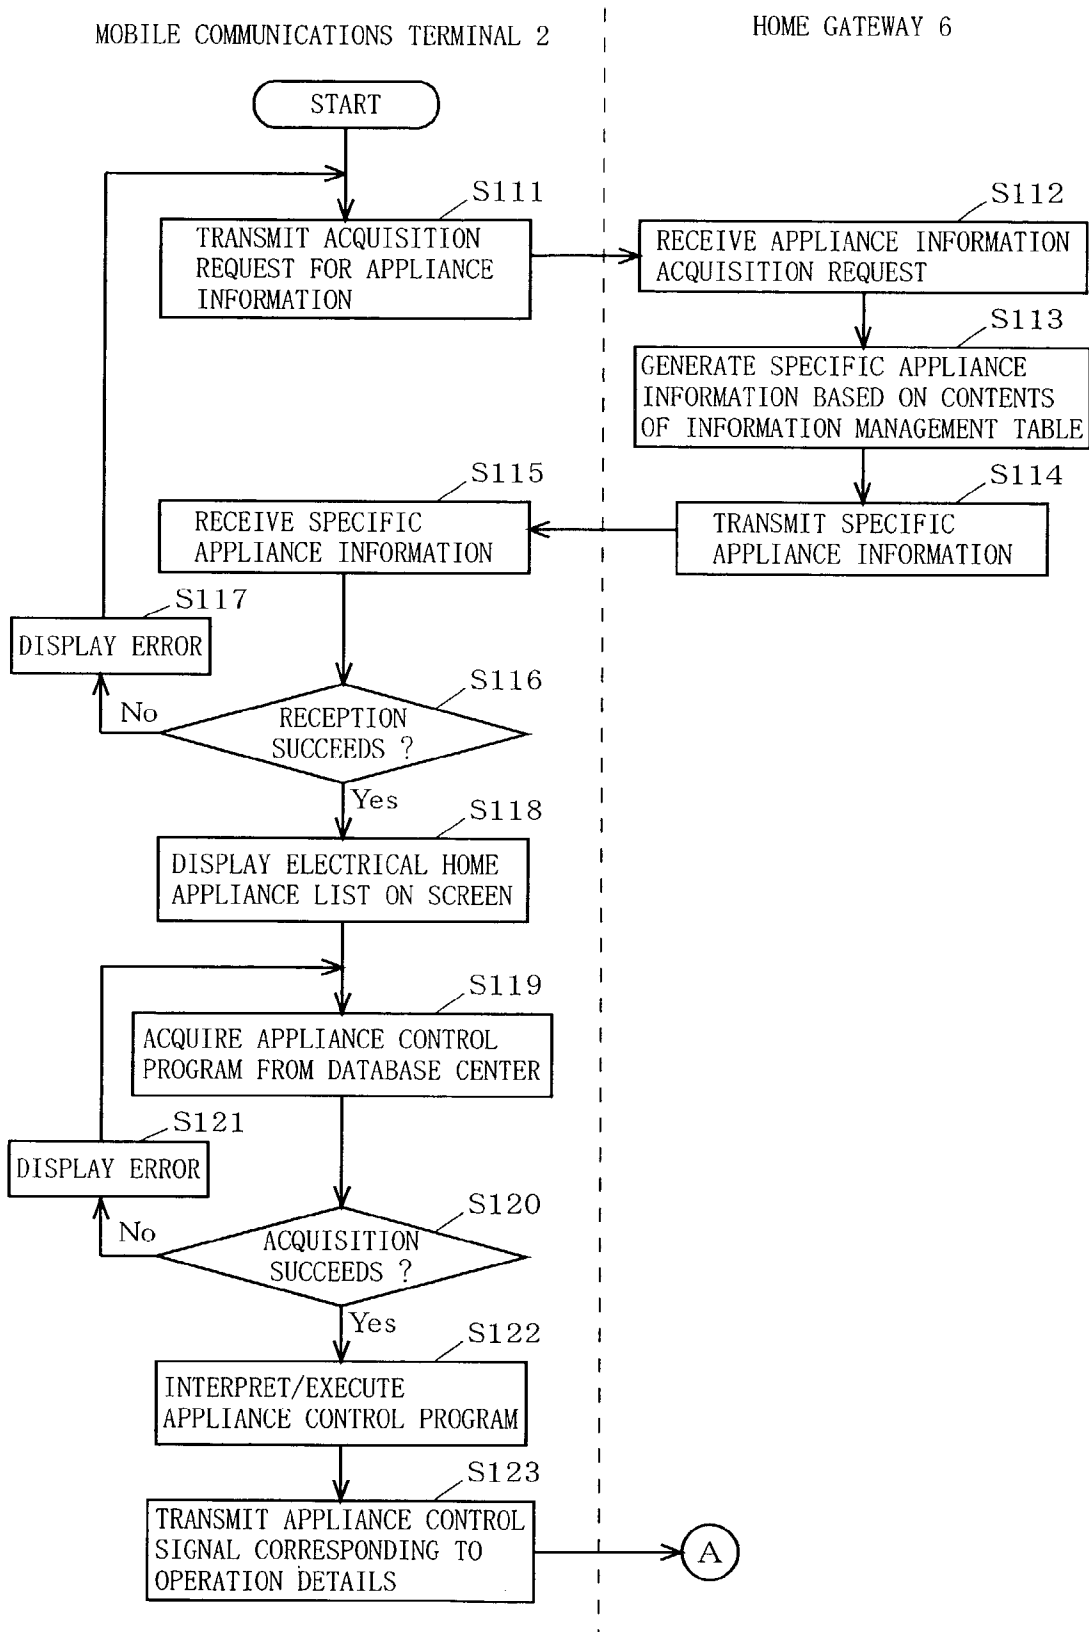 MOBILE COMMUNICATIONS TERMINAL 2
HOME GATEWAY 6
START
S111
TRANSMIT ACQUISITION
REQUEST FOR APPLIANCE
INFORMATION
S112
RECEIVE APPLIANCE INFORMATION
ACQUISITION REQUEST
S113
GENERATE SPECIFIC APPLIANCE
INFORMATION BASED ON CONTENTS
OF INFORMATION MANAGEMENT TABLE
S114
TRANSMIT SPECIFIC
APPLIANCE INFORMATION
S115
RECEIVE SPECIFIC
APPLIANCE INFORMATION
S117
DISPLAY ERROR
No
S116
RECEPTION
SUCCEEDS ?
Yes
S118
DISPLAY ELECTRICAL HOME
APPLIANCE LIST ON SCREEN
S119
ACQUIRE APPLIANCE CONTROL
PROGRAM FROM DATABASE CENTER
S121
DISPLAY ERROR
No
S120
ACQUISITION
SUCCEEDS ?
Yes
S122
INTERPRET/EXECUTE
APPLIANCE CONTROL PROGRAM
S123
TRANSMIT APPLIANCE CONTROL
SIGNAL CORRESPONDING TO
OPERATION DETAILS
A